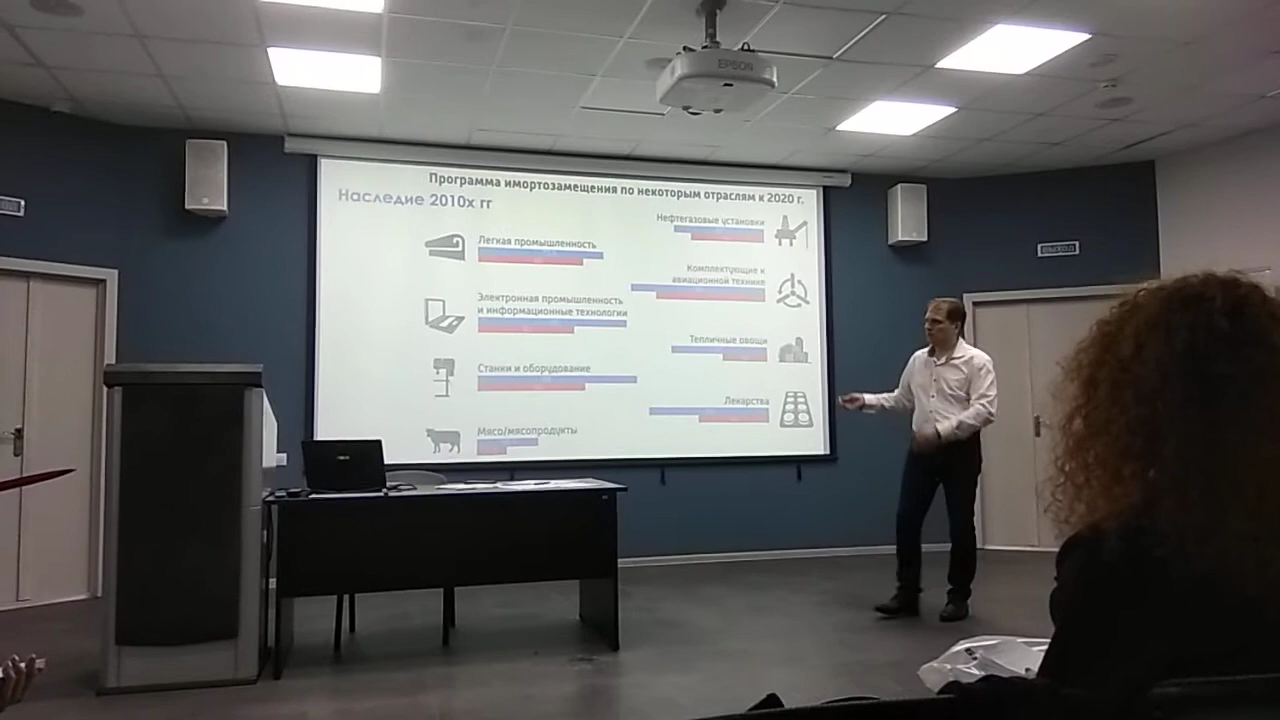 EPSON
Программа имортозамещения по некоторым отраслям к 2020 г.
Наследие 2010х гг
Легкая промышленность
Электронная промышленность
и информационные технологии
Станки и оборудование
Мясо/мясопродукты
Нефтегазовые установки
Комплектующие к
авиационной технике
Тепличные овощи
Лекарства